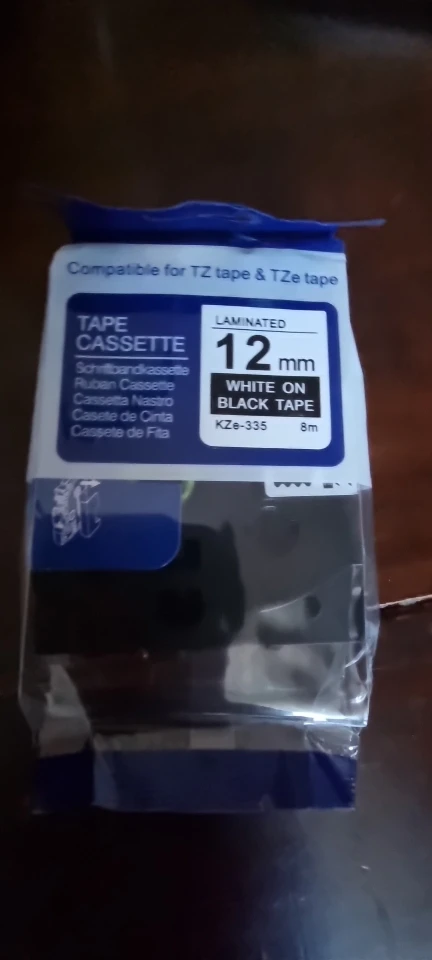 Compatible for TZ tape & TZe tape
TAPE
CASSETTE
Schriftbandkassette
Ruban Cassette
Cassetta Nastro
Casete de Cinta
Cassete de Fita
LAMINATED
12 mm
WHITE ON
BLACK TAPE
KZe-335 8m